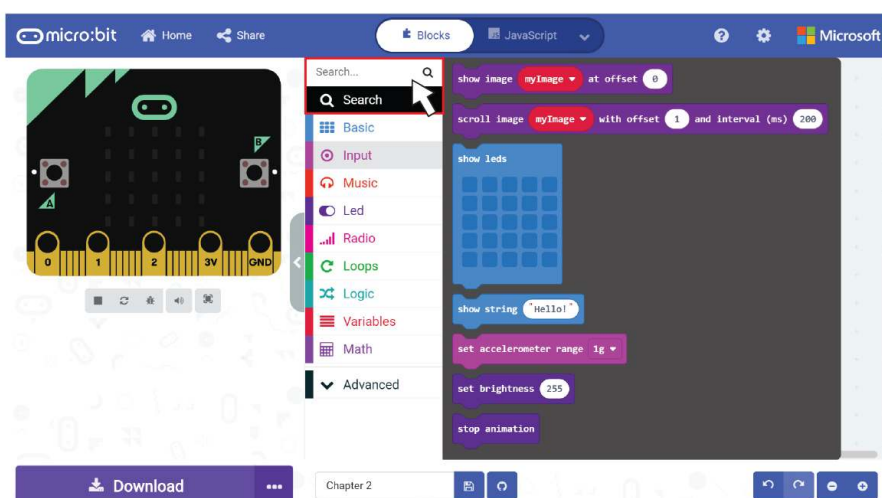 micro:bit Home Share Blocks JavaScript Microsoft
Search...
Search
Basic
Input
Music
Led
Radio
Loops
Logic
Variables
Math
Advanced
show image myImage at offset 0
scroll image myImage with offset 1 and interval (ms) 200
show leds
show string "Hello!"
set accelerometer range 1g
set brightness 255
stop animation
B
A
0 1 2 3V GND
Download
Chapter 2